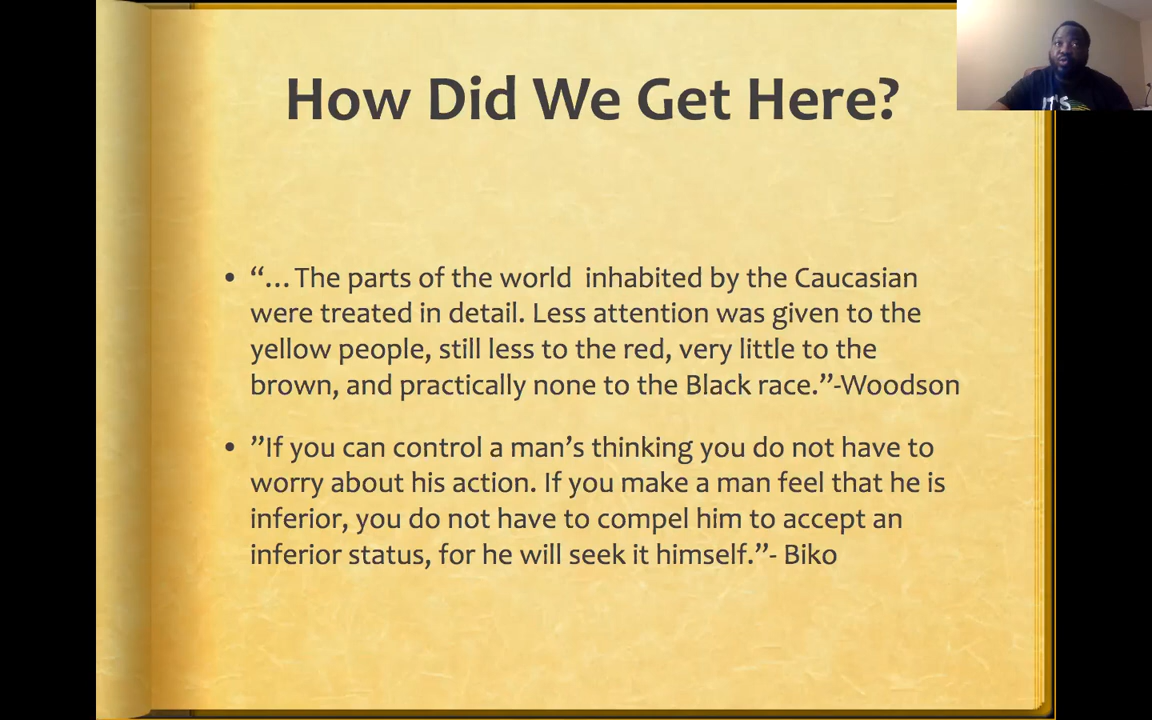 How Did We Get Here?
• “…The parts of the world  inhabited by the Caucasian
were treated in detail. Less attention was given to the
yellow people, still less to the red, very little to the
brown, and practically none to the Black race.”-Woodson
• ”If you can control a man’s thinking you do not have to
worry about his action. If you make a man feel that he is
inferior, you do not have to compel him to accept an
inferior status, for he will seek it himself.”- Biko
IT'S